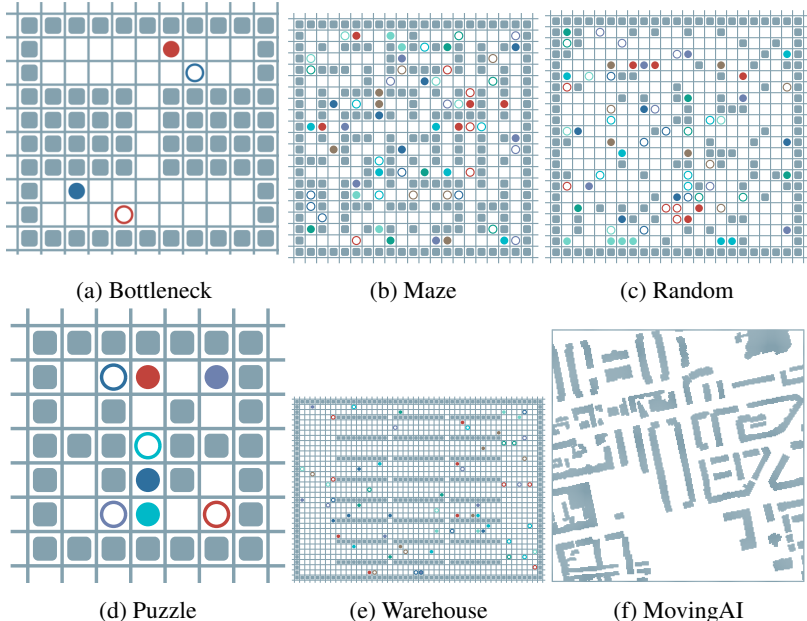 (a) Bottleneck
(b) Maze
(c) Random
(d) Puzzle
(e) Warehouse
(f) MovingAI